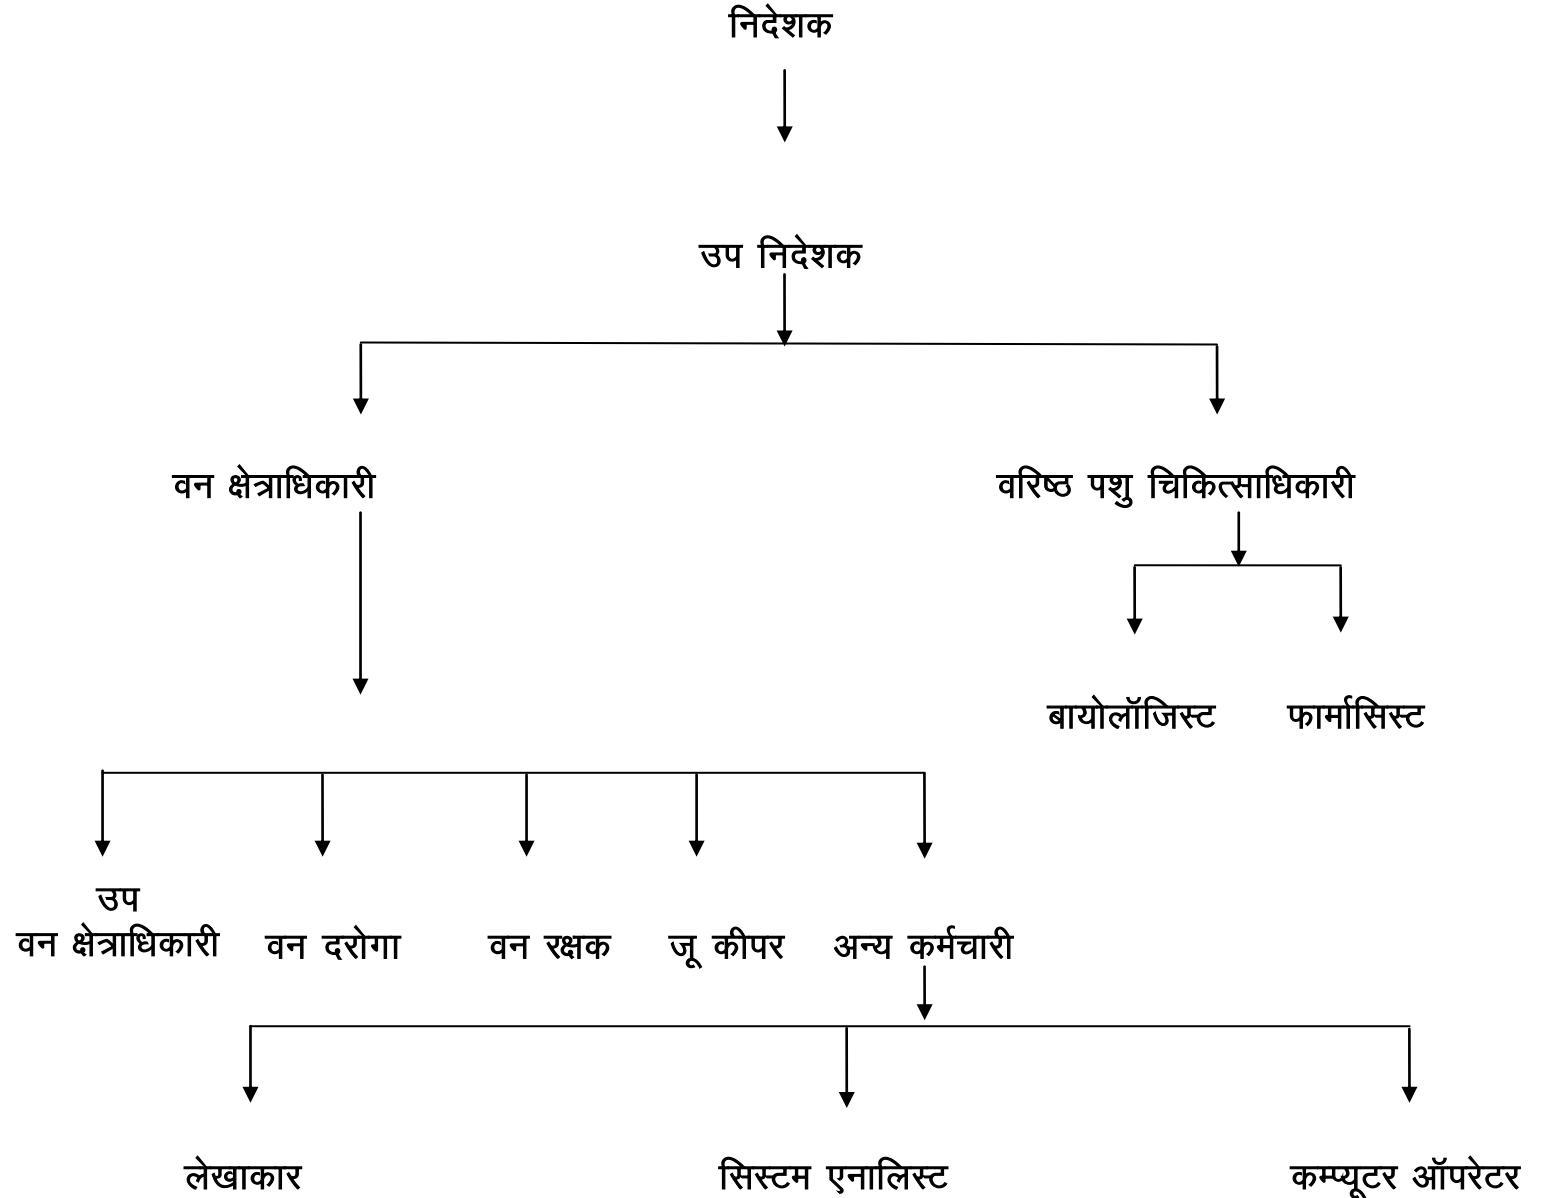 निदेशक
उप निदेशक
वन क्षेत्राधिकारी
वरिष्ठ पशु चिकित्साधिकारी
बायोलॉजिस्ट
फार्मासिस्ट
उप
वन क्षेत्राधिकारी
वन दरोगा
वन रक्षक
जू कीपर
अन्य कर्मचारी
लेखाकार
सिस्टम एनालिस्ट
कम्प्यूटर ऑपरेटर